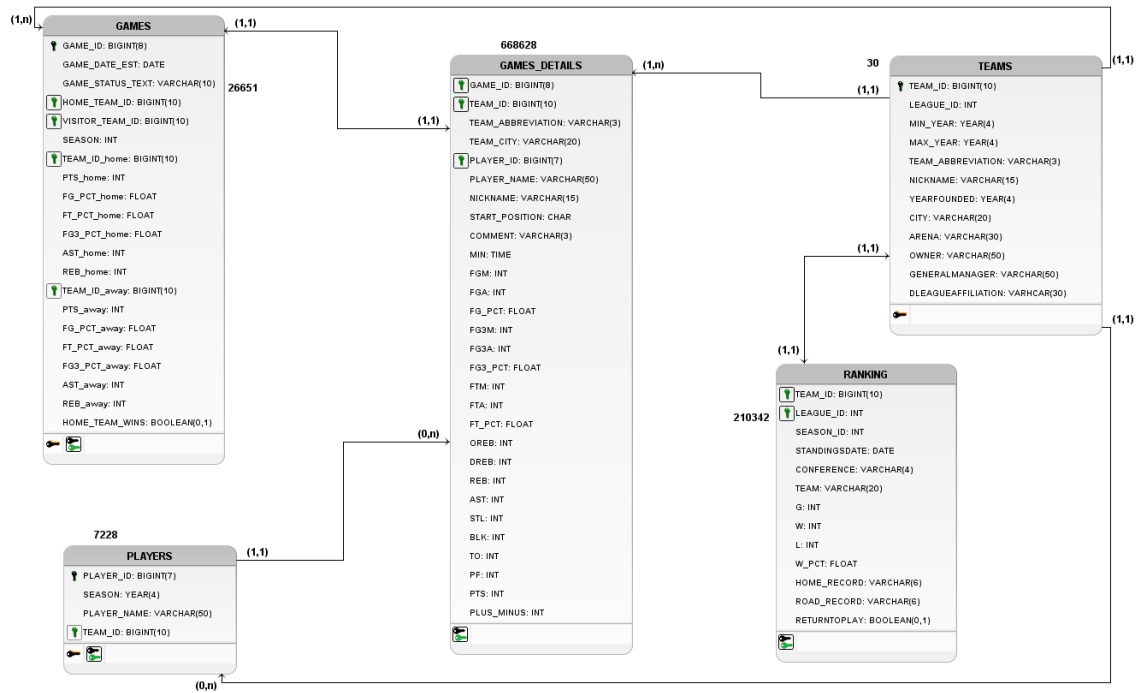 (1,n)
GAMES
GAME_ID: BIGINT(8)
GAME_DATE_EST: DATE
GAME_STATUS_TEXT: VARCHAR(10)
HOME_TEAM_ID: BIGINT(10)
VISITOR_TEAM_ID: BIGINT(10)
SEASON: INT
TEAM_ID_home: BIGINT(10)
PTS_home: INT
FG_PCT_home: FLOAT
FT_PCT_home: FLOAT
FG3_PCT_home: FLOAT
AST_home: INT
REB_home: INT
TEAM_ID_away: BIGINT(10)
PTS_away: INT
FG_PCT_away: FLOAT
FT_PCT_away: FLOAT
FG3_PCT_away: FLOAT
AST_away: INT
REB_away: INT
HOME_TEAM_WINS: BOOLEAN(0,1)
(1,1)
26651
(1,1)
668628
GAMES_DETAILS
GAME_ID: BIGINT(8)
TEAM_ID: BIGINT(10)
TEAM_ABBREVIATION: VARCHAR(3)
TEAM_CITY: VARCHAR(20)
PLAYER_ID: BIGINT(7)
PLAYER_NAME: VARCHAR(50)
NICKNAME: VARCHAR(15)
START_POSITION: CHAR
COMMENT: VARCHAR(3)
MIN: TIME
FGM: INT
FGA: INT
FG_PCT: FLOAT
FG3M: INT
FG3A: INT
FG3_PCT: FLOAT
FTM: INT
FTA: INT
FT_PCT: FLOAT
OREB: INT
DREB: INT
REB: INT
AST: INT
STL: INT
BLK: INT
TO: INT
PF: INT
PTS: INT
PLUS_MINUS: INT
(1,n)
(1,1)
30
TEAMS
TEAM_ID: BIGINT(10)
LEAGUE_ID: INT
MIN_YEAR: YEAR(4)
MAX_YEAR: YEAR(4)
TEAM_ABBREVIATION: VARCHAR(3)
NICKNAME: VARCHAR(15)
YEARFOUNDED: YEAR(4)
CITY: VARCHAR(20)
ARENA: VARCHAR(30)
OWNER: VARCHAR(50)
GENERALMANAGER: VARCHAR(50)
DLEAGUEAFFILIATION: VARHCAR(30)
(1,1)
(1,1)
(1,1)
(1,1)
210342
RANKING
TEAM_ID: BIGINT(10)
LEAGUE_ID: INT
SEASON_ID: INT
STANDINGSDATE: DATE
CONFERENCE: VARCHAR(4)
TEAM: VARCHAR(20)
G: INT
W: INT
L: INT
W_PCT: FLOAT
HOME_RECORD: VARCHAR(6)
ROAD_RECORD: VARCHAR(6)
RETURNTOPLAY: BOOLEAN(0,1)
(0,n)
7228
PLAYERS
PLAYER_ID: BIGINT(7)
SEASON: YEAR(4)
PLAYER_NAME: VARCHAR(50)
TEAM_ID: BIGINT(10)
(1,1)
(0,n)